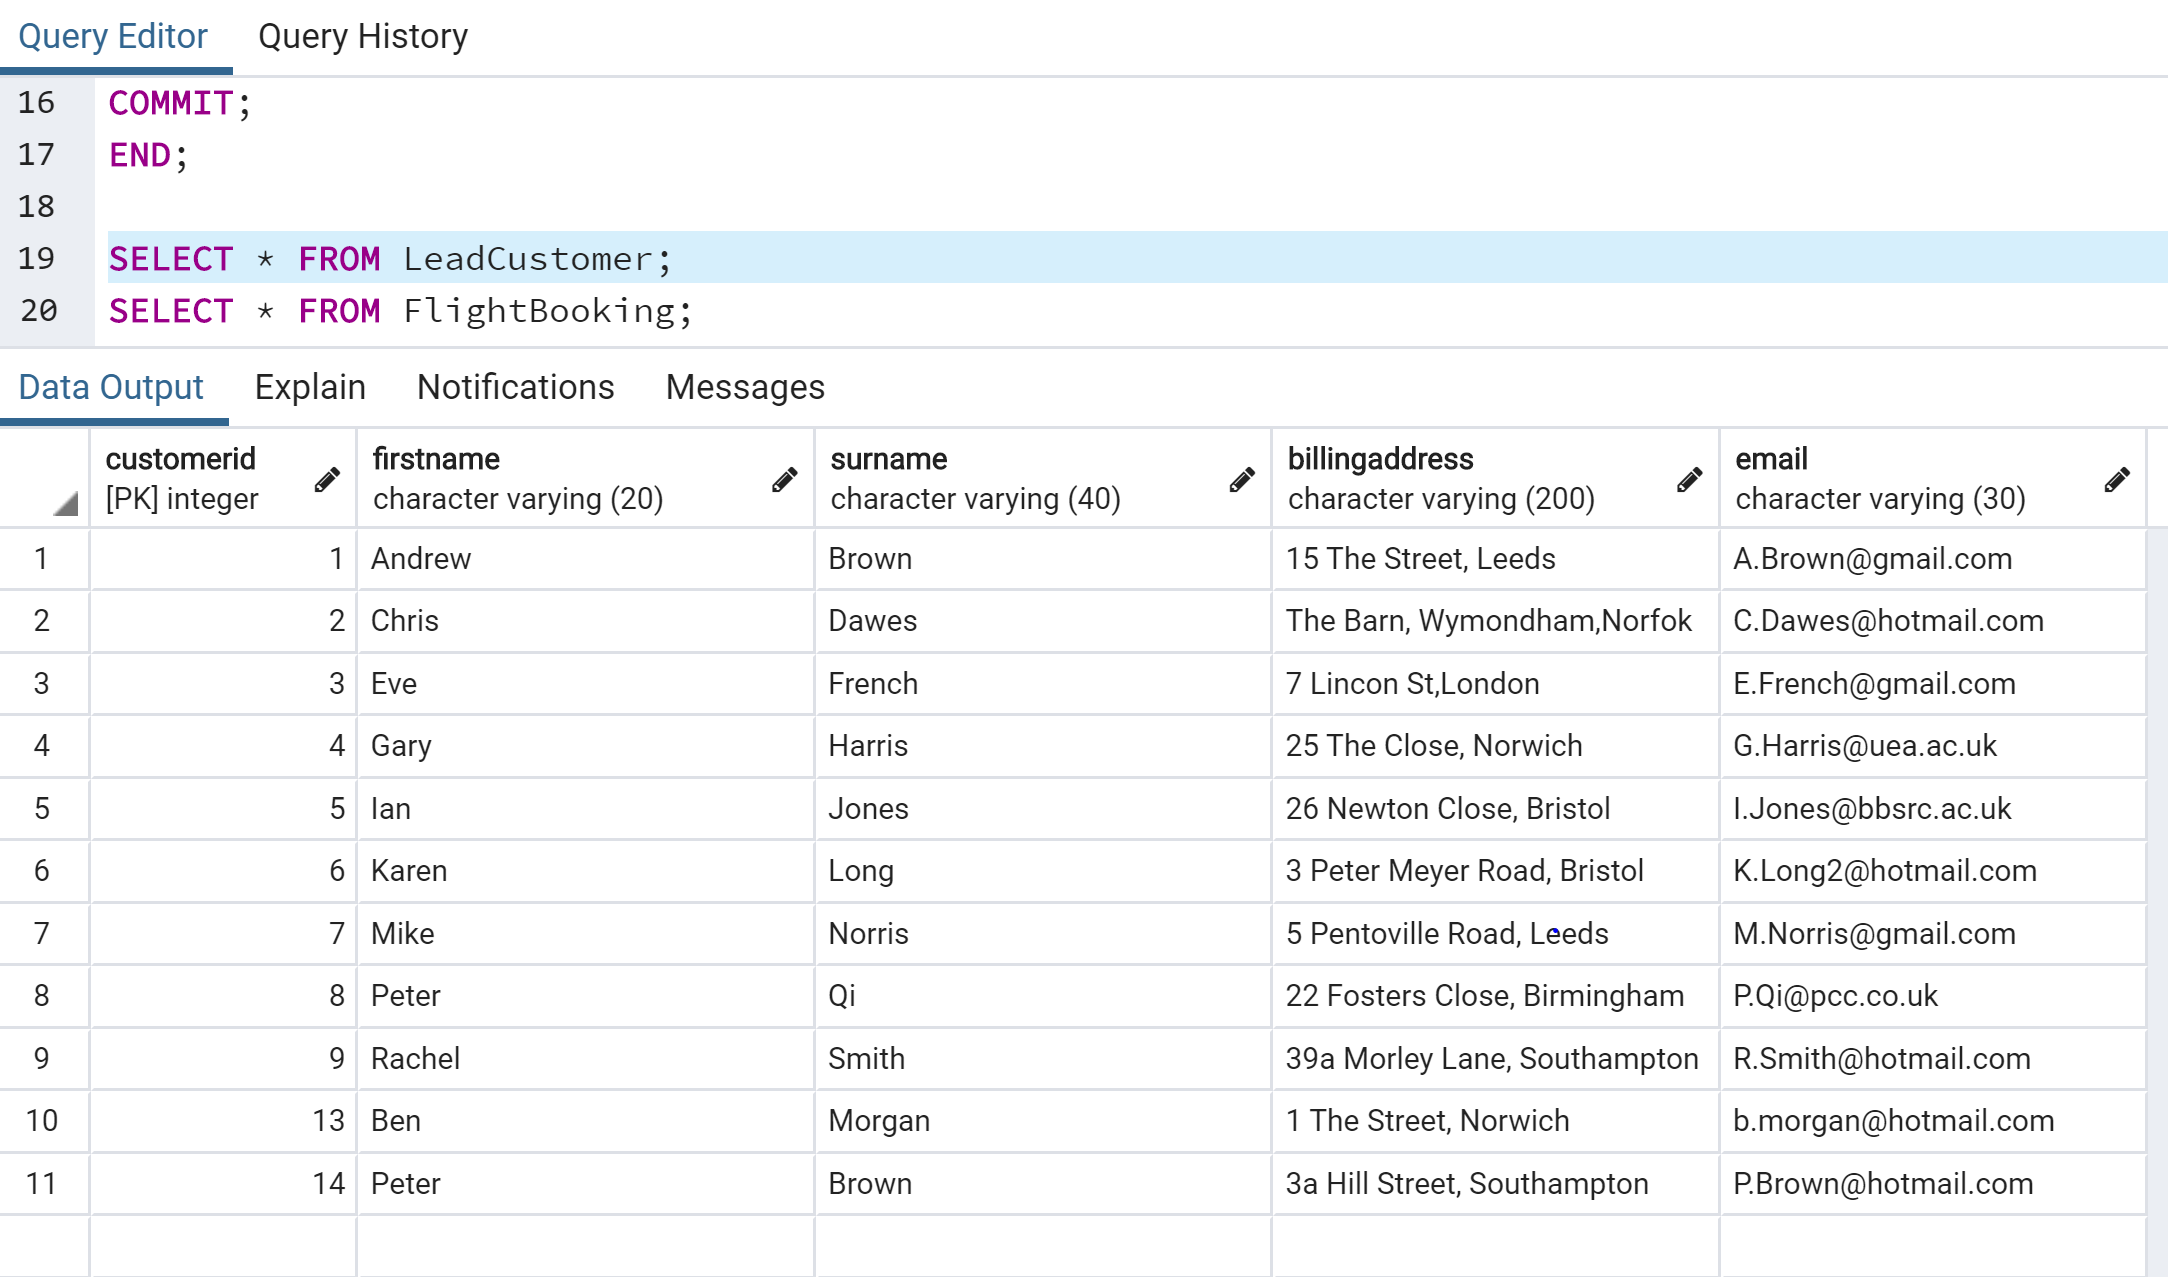 Query Editor Query History
16 COMMIT;
17 END;
18
19 SELECT * FROM LeadCustomer;
20 SELECT * FROM FlightBooking;
Data Output Explain Notifications Messages
customerid firstname surname billingaddress email
[PK] integer character varying (20) character varying (40) character varying (200) character varying (30)
1 1 Andrew Brown 15 The Street, Leeds A.Brown@gmail.com
2 2 Chris Dawes The Barn, Wymondham,Norfok C.Dawes@hotmail.com
3 3 Eve French 7 Lincon St,London E.French@gmail.com
4 4 Gary Harris 25 The Close, Norwich G.Harris@uea.ac.uk
5 5 Ian Jones 26 Newton Close, Bristol I.Jones@bbsrc.ac.uk
6 6 Karen Long 3 Peter Meyer Road, Bristol K.Long2@hotmail.com
7 7 Mike Norris 5 Pentoville Road, Leeds M.Norris@gmail.com
8 8 Peter Qi 22 Fosters Close, Birmingham P.Qi@pcc.co.uk
9 9 Rachel Smith 39a Morley Lane, Southampton R.Smith@hotmail.com
10 13 Ben Morgan 1 The Street, Norwich b.morgan@hotmail.com
11 14 Peter Brown 3a Hill Street, Southampton P.Brown@hotmail.com